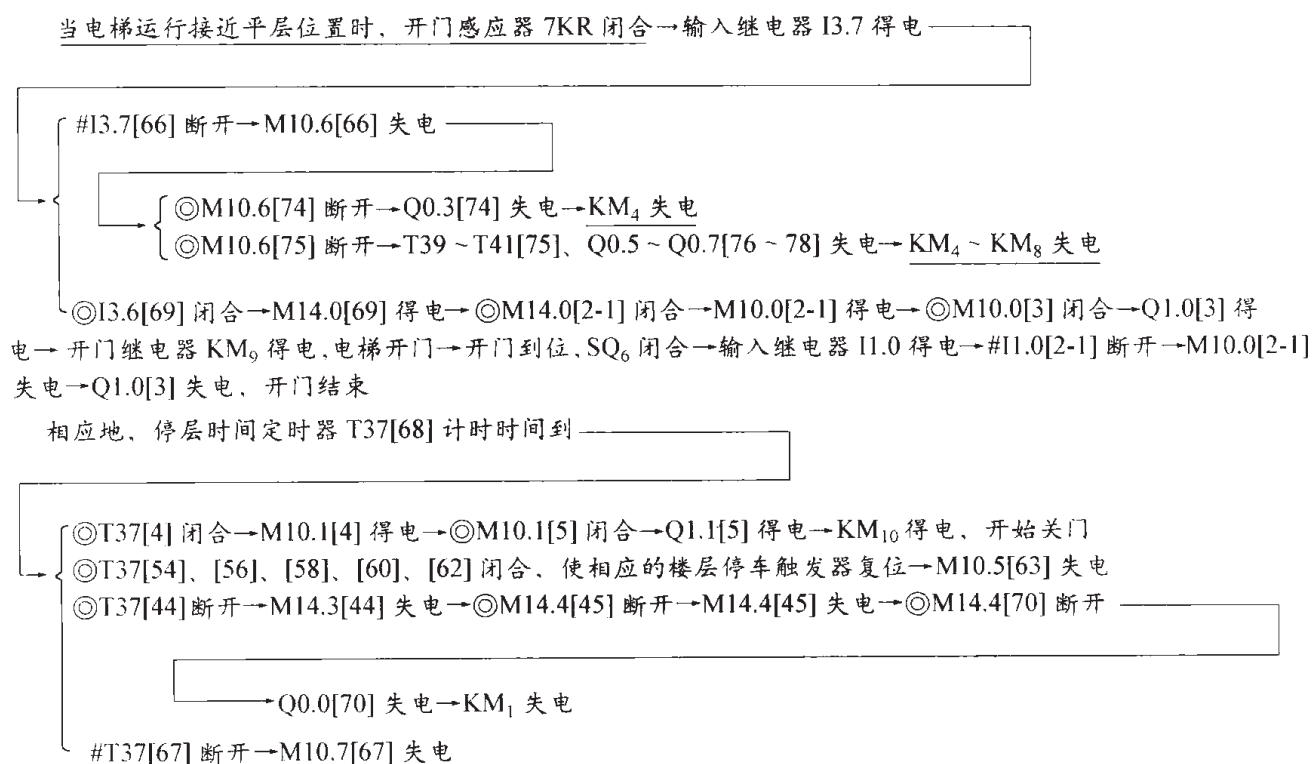 当电梯运行接近平层位置时，开门感应器 7KR 闭合→输入继电器 I3.7 得电
#I3.7[66] 断开→M10.6[66] 失电
◎M10.6[74] 断开→Q0.3[74] 失电→KM₄ 失电
◎M10.6[75] 断开→T39 ~ T41[75]、Q0.5 ~ Q0.7[76 ~ 78] 失电→KM₄ ~ KM₈ 失电
◎I3.6[69] 闭合→M14.0[69] 得电→◎M14.0[2-1] 闭合→M10.0[2-1] 得电→◎M10.0[3] 闭合→Q1.0[3] 得
电→开门继电器 KM₉ 得电，电梯开门→开门到位，SQ₆ 闭合→输入继电器 I1.0 得电→#I1.0[2-1] 断开→M10.0[2-1]
失电→Q1.0[3] 失电，开门结束
相应地，停层时间定时器 T37[68] 计时时间到
◎T37[4] 闭合→M10.1[4] 得电→◎M10.1[5] 闭合→Q1.1[5] 得电→KM₁₀ 得电，开始关门
◎T37[54]、[56]、[58]、[60]、[62] 闭合，使相应的楼层停车触发器复位→M10.5[63] 失电
◎T37[44] 断开→M14.3[44] 失电→◎M14.4[45] 断开→M14.4[45] 失电→◎M14.4[70] 断开
→Q0.0[70] 失电→KM₁ 失电
#T37[67] 断开→M10.7[67] 失电